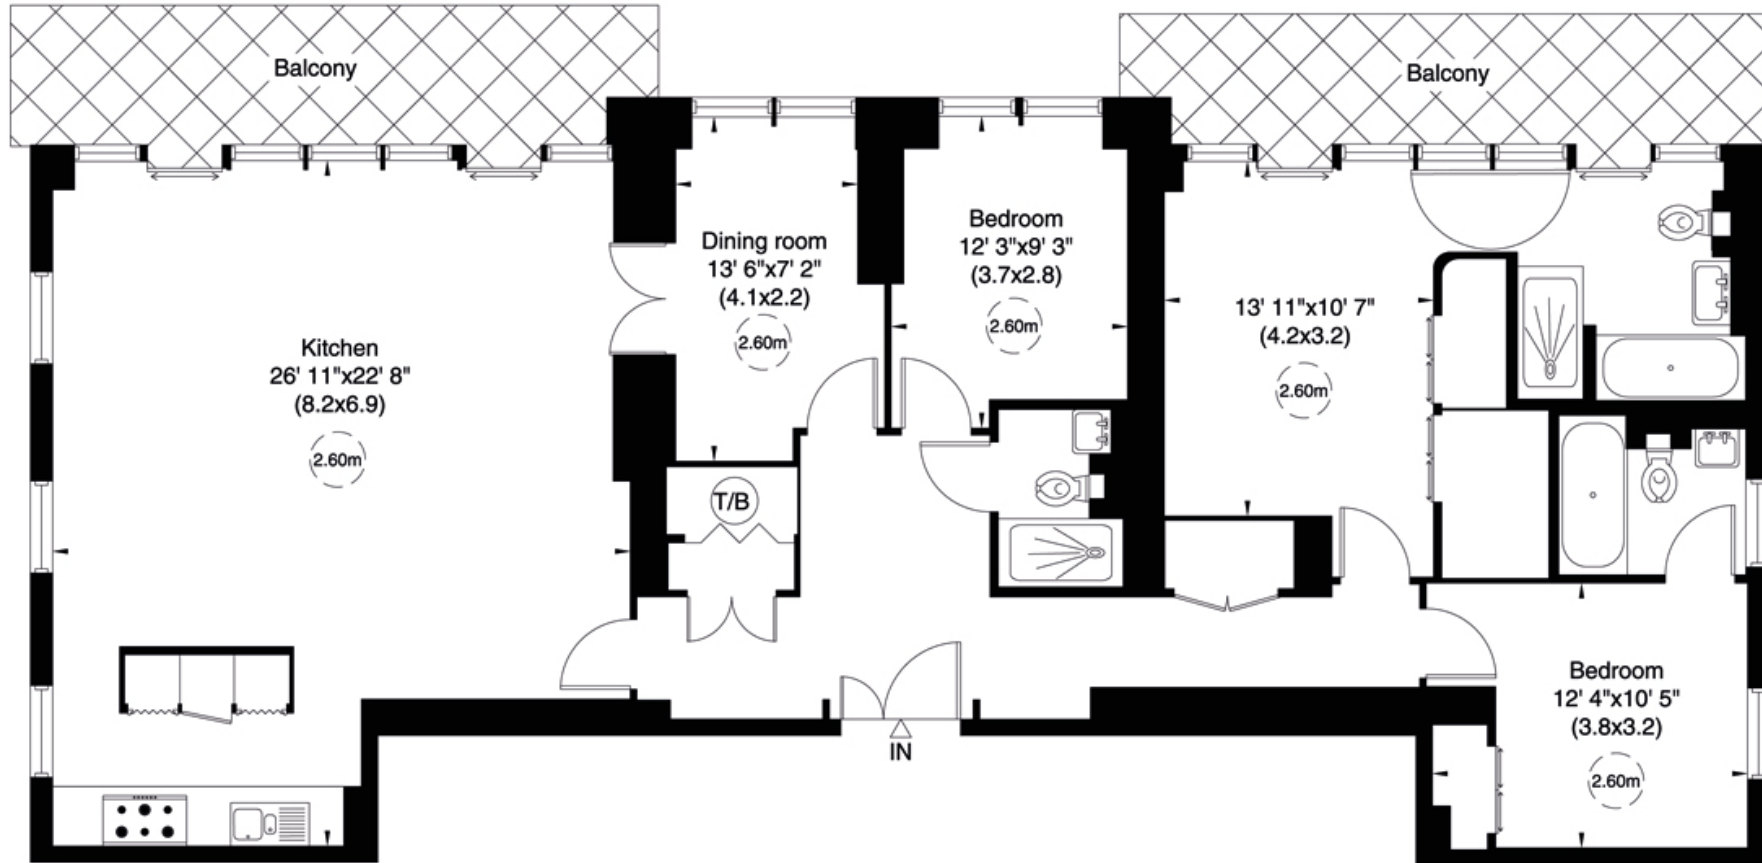 Balcony
Balcony
Dining room
13' 6"x7' 2"
(4.1x2.2)
2.60m
Bedroom
12' 3"x9' 3"
(3.7x2.8)
2.60m
13' 11"x10' 7"
(4.2x3.2)
2.60m
Kitchen
26' 11"x22' 8"
(8.2x6.9)
2.60m
T/B
Bedroom
12' 4"x10' 5"
(3.8x3.2)
2.60m
IN